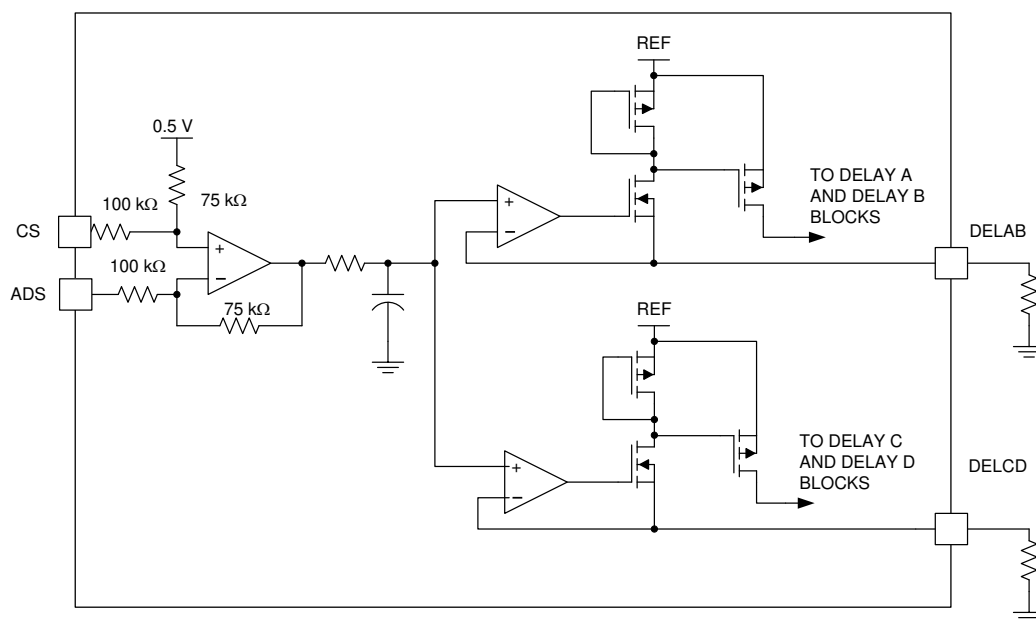 REF
0.5 V
100 kΩ
75 kΩ
CS
+
−
100 kΩ
ADS
75 kΩ
+
−
TO DELAY A
AND DELAY B
BLOCKS
DELAB
REF
+
−
TO DELAY C
AND DELAY D
BLOCKS
DELCD